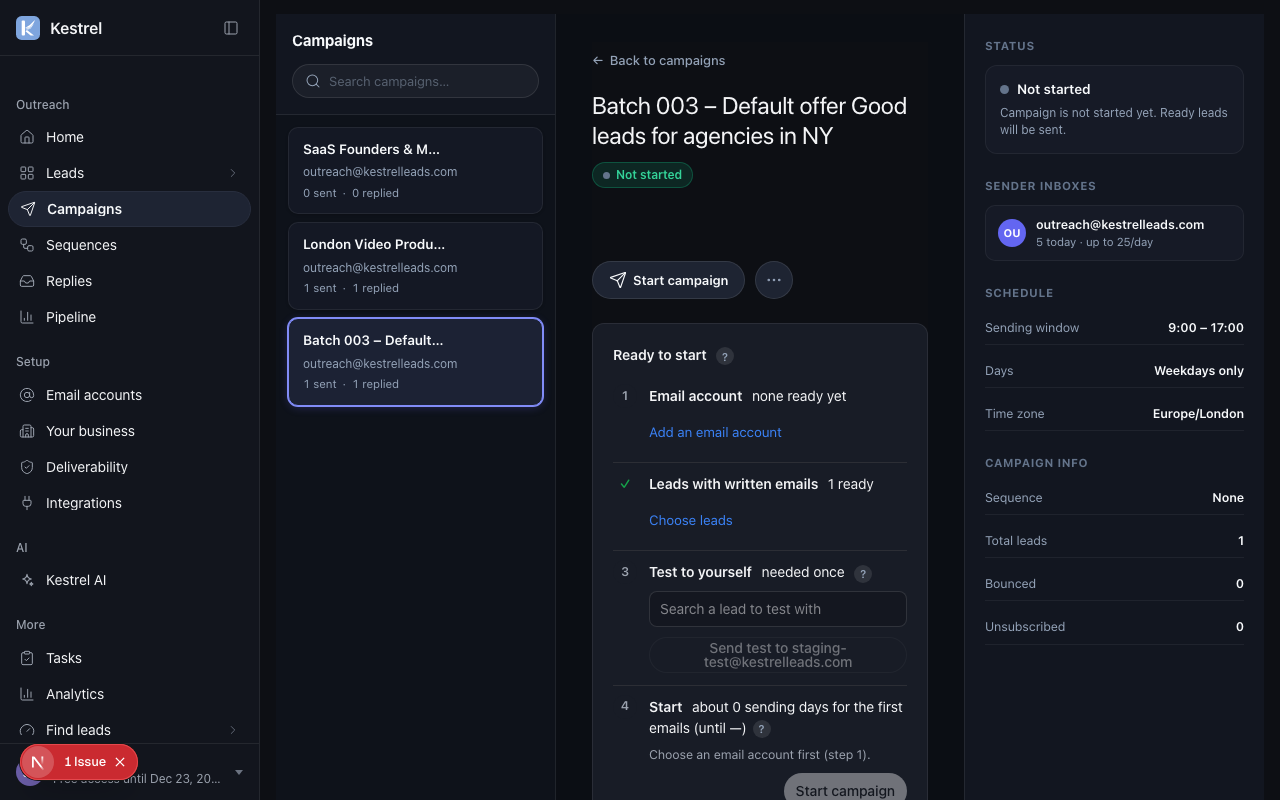 Kestrel
Outreach
Home
Leads
Campaigns
Sequences
Replies
Pipeline
Setup
Email accounts
Your business
Deliverability
Integrations
AI
Kestrel AI
More
Tasks
Analytics
Find leads
N
1 Issue
until Dec 23, 20...
Campaigns
Search campaigns...
SaaS Founders & M...
outreach@kestrelleads.com
0 sent · 0 replied
London Video Produ...
outreach@kestrelleads.com
1 sent · 1 replied
Batch 003 – Default...
outreach@kestrelleads.com
1 sent · 1 replied
← Back to campaigns
Batch 003 – Default offer Good
leads for agencies in NY
Not started
Start campaign
Ready to start ?
1 Email account none ready yet
Add an email account
✓ Leads with written emails 1 ready
Choose leads
3 Test to yourself needed once ?
Search a lead to test with
Send test to staging-
test@kestrelleads.com
4 Start about 0 sending days for the first
emails (until —) ?
Choose an email account first (step 1).
Start campaign
STATUS
Not started
Campaign is not started yet. Ready leads
will be sent.
SENDER INBOXES
OU
outreach@kestrelleads.com
5 today · up to 25/day
SCHEDULE
Sending window 9:00 – 17:00
Days Weekdays only
Time zone Europe/London
CAMPAIGN INFO
Sequence None
Total leads 1
Bounced 0
Unsubscribed 0